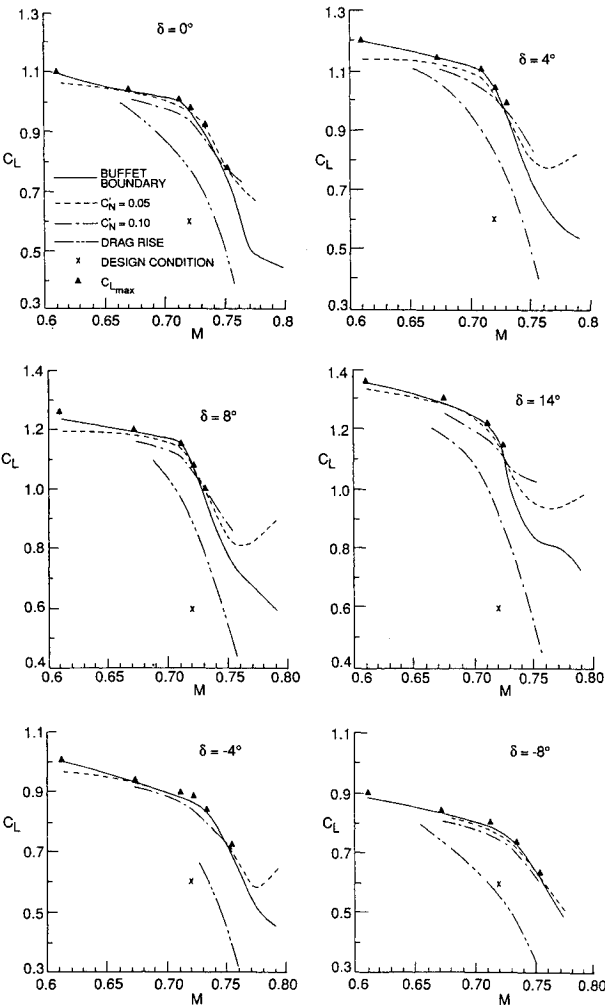 δ = 0°
1.3
1.1
0.9
C_L
0.7
0.5
0.3
BUFFET
BOUNDARY
C'_N = 0.05
C'_N = 0.10
DRAG RISE
x DESIGN CONDITION
▲ C_Lmax
0.6 0.65 0.70 0.75 0.8
M
δ = 4°
1.3
1.1
0.9
C_L
0.7
0.5
0.3
0.6 0.65 0.70 0.75 0.80
M
δ = 8°
1.4
1.2
C_L
1.0
0.8
0.6
0.4
0.6 0.65 0.70 0.75 0.80
M
δ = 14°
1.4
1.2
C_L
1.0
0.8
0.6
0.4
0.6 0.65 0.70 0.75 0.80
M
δ = -4°
1.1
0.9
C_L
0.7
0.5
0.3
0.6 0.65 0.70 0.75 0.80
M
δ = -8°
1.1
0.9
C_L
0.7
0.5
0.3
0.6 0.65 0.70 0.75 0.80
M